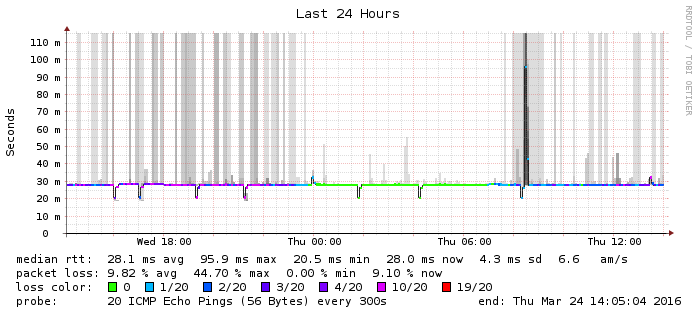 Last 24 Hours
RRDTOOL / TOBI OETIKER
Seconds
110 m
100 m
90 m
80 m
70 m
60 m
50 m
40 m
30 m
20 m
10 m
0
Wed 18:00 Thu 00:00 Thu 06:00 Thu 12:00
median rtt: 28.1 ms avg 95.9 ms max 20.5 ms min 28.0 ms now 4.3 ms sd 6.6 am/s
packet loss: 9.82 % avg 44.70 % max 0.00 % min 9.10 % now
loss color: 0 1/20 2/20 3/20 4/20 10/20 19/20
probe: 20 ICMP Echo Pings (56 Bytes) every 300s end: Thu Mar 24 14:05:04 2016